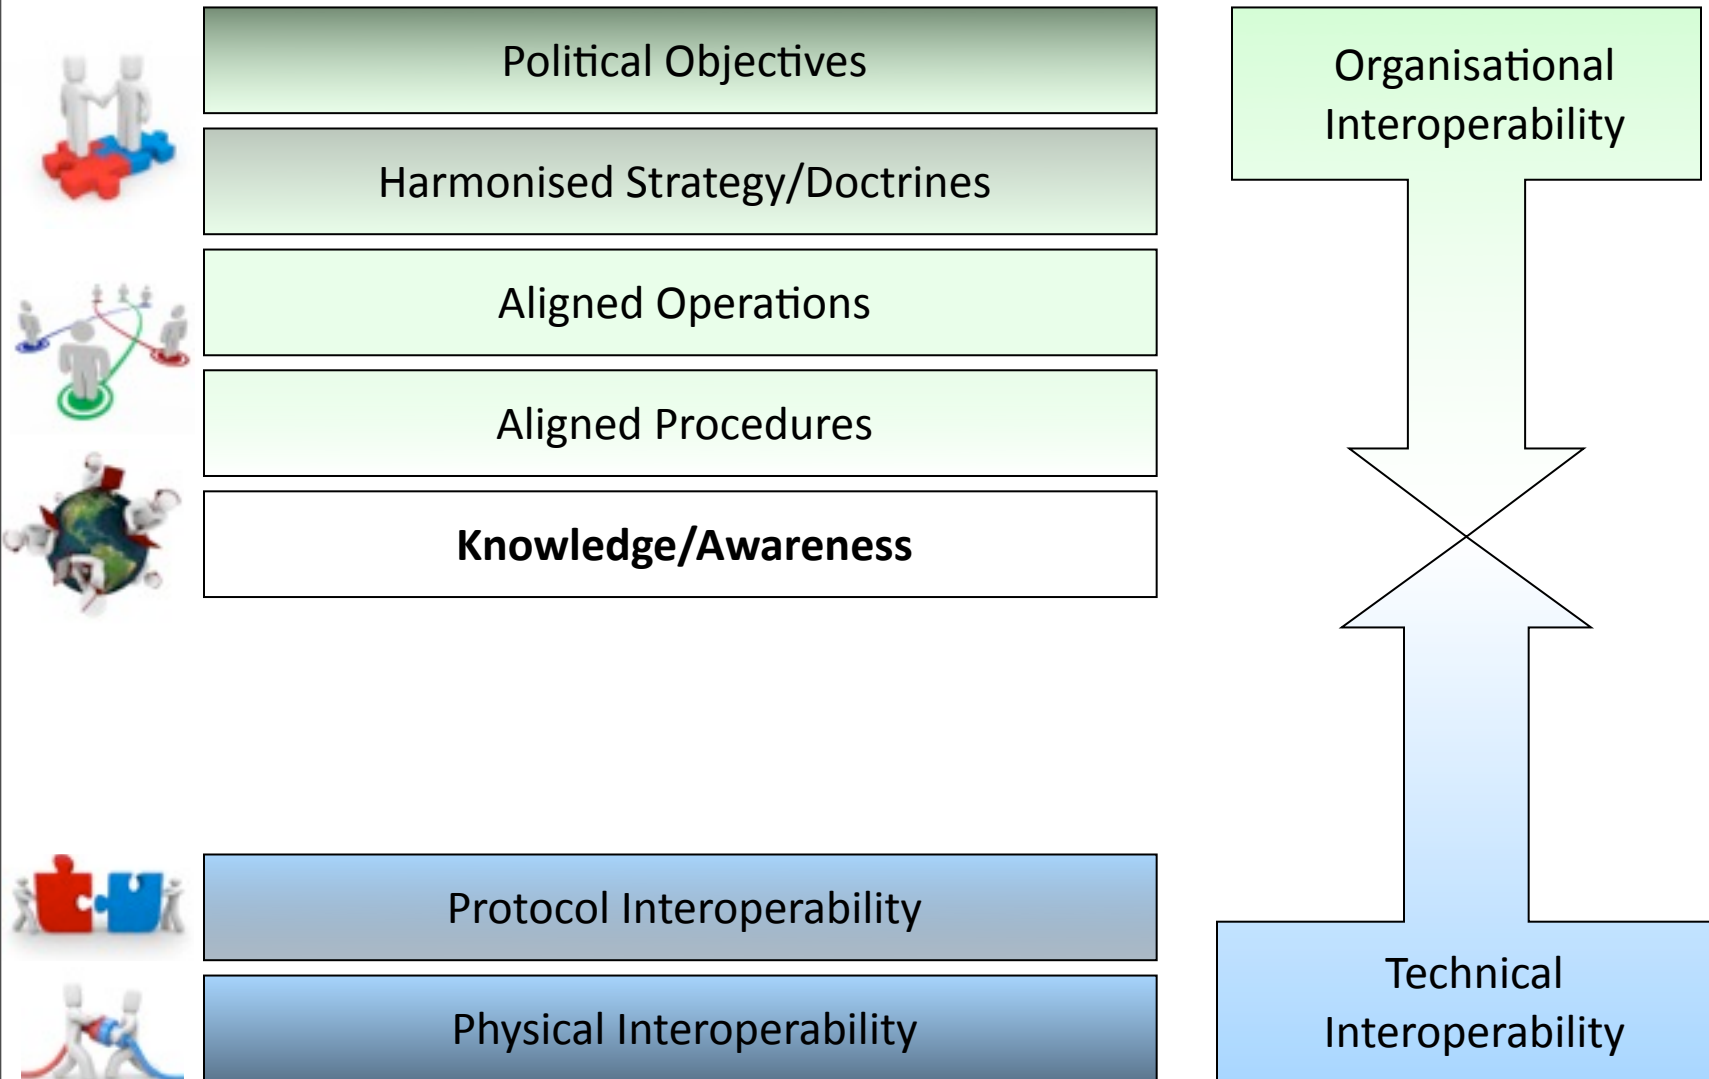 Political Objectives
Harmonised Strategy/Doctrines
Aligned Operations
Aligned Procedures
Knowledge/Awareness
Protocol Interoperability
Physical Interoperability
Organisational
Interoperability
Technical
Interoperability